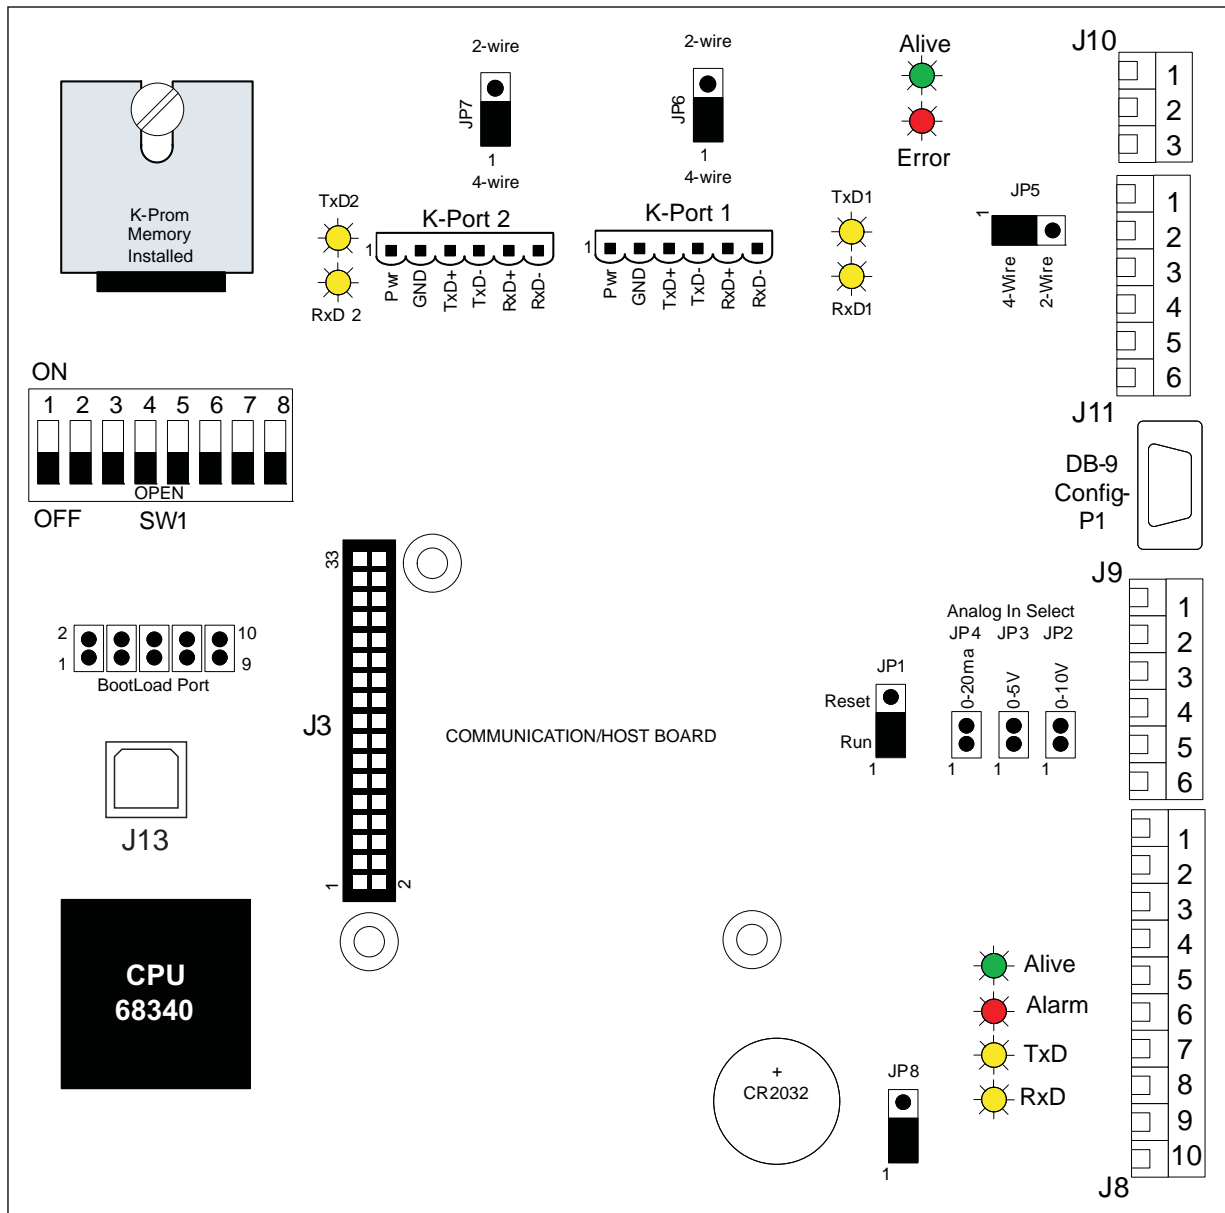 2-wire
JP7
1
4-wire
2-wire
JP6
1
4-wire
Alive
Error
J10
1
2
3
K-Prom
Memory
Installed
TxD2
RxD 2
K-Port 2
1
Pwr
GND
TxD+
TxD-
RxD+
RxD-
K-Port 1
1
Pwr
GND
TxD+
TxD-
RxD+
RxD-
TxD1
RxD1
JP5
1
4-Wire
2-Wire
1
2
3
4
5
6
J11
ON
1 2 3 4 5 6 7 8
OPEN
OFF SW1
DB-9
Config-
P1
33
J3
1
2
2 10
1 9
BootLoad Port
J13
CPU
68340
COMMUNICATION/HOST BOARD
JP1
Reset
Run
1
Analog In Select
JP4 JP3 JP2
0-20ma
0-5V
0-10V
1 1 1
J9
1
2
3
4
5
6
1
2
3
4
5
6
7
8
9
10
J8
Alive
Alarm
TxD
RxD
+
CR2032
JP8
1